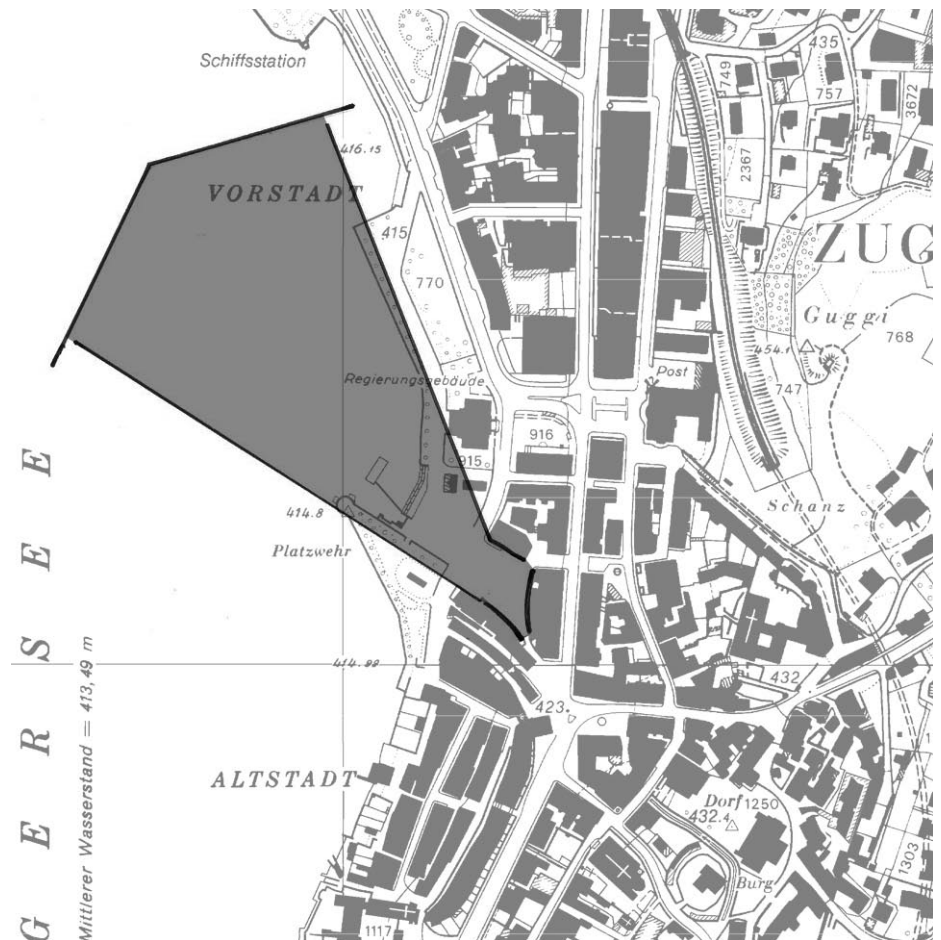 Schiffsstation
435
749
757
3672
416.15
2367
VORSTADT
415
ZUG
770
Guggi
768
454.1
Post
747
Regierungsgebäude
916
915
414.8
Schanz
Platzwehr
414.99
432
423.
GERSEE
Mittlerer Wasserstand = 413,49 m
ALTSTADT
Dorf
1250
432.4
Burg
1303
1117